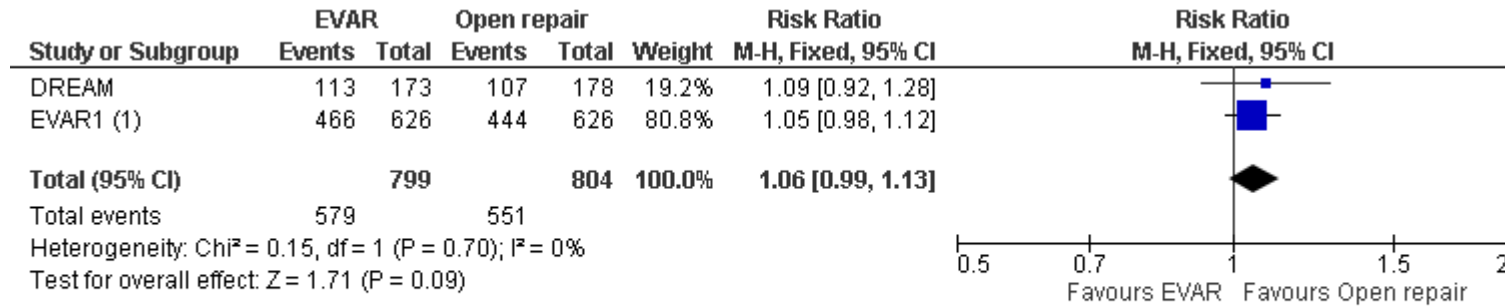 EVAR Open repair Risk Ratio Risk Ratio
Study or Subgroup Events Total Events Total Weight M-H, Fixed, 95% CI M-H, Fixed, 95% CI
DREAM 113 173 107 178 19.2% 1.09 [0.92, 1.28]
EVAR1 (1) 466 626 444 626 80.8% 1.05 [0.98, 1.12]
Total (95% CI) 799 804 100.0% 1.06 [0.99, 1.13]
Total events 579 551
Heterogeneity: Chi² = 0.15, df = 1 (P = 0.70); I² = 0%
Test for overall effect: Z = 1.71 (P = 0.09)
0.5 0.7 1 1.5 2
Favours EVAR Favours Open repair